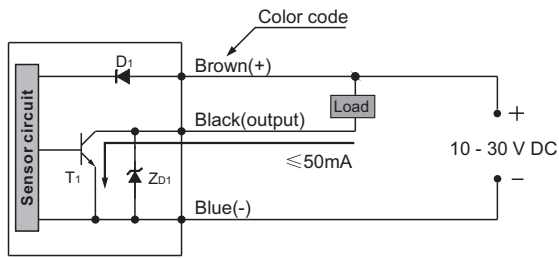 Color code
D1
Brown(+)
Load
+
Black(output)
Sensor circuit
10 - 30 V DC
≤50mA
T1
ZD1
−
Blue(-)